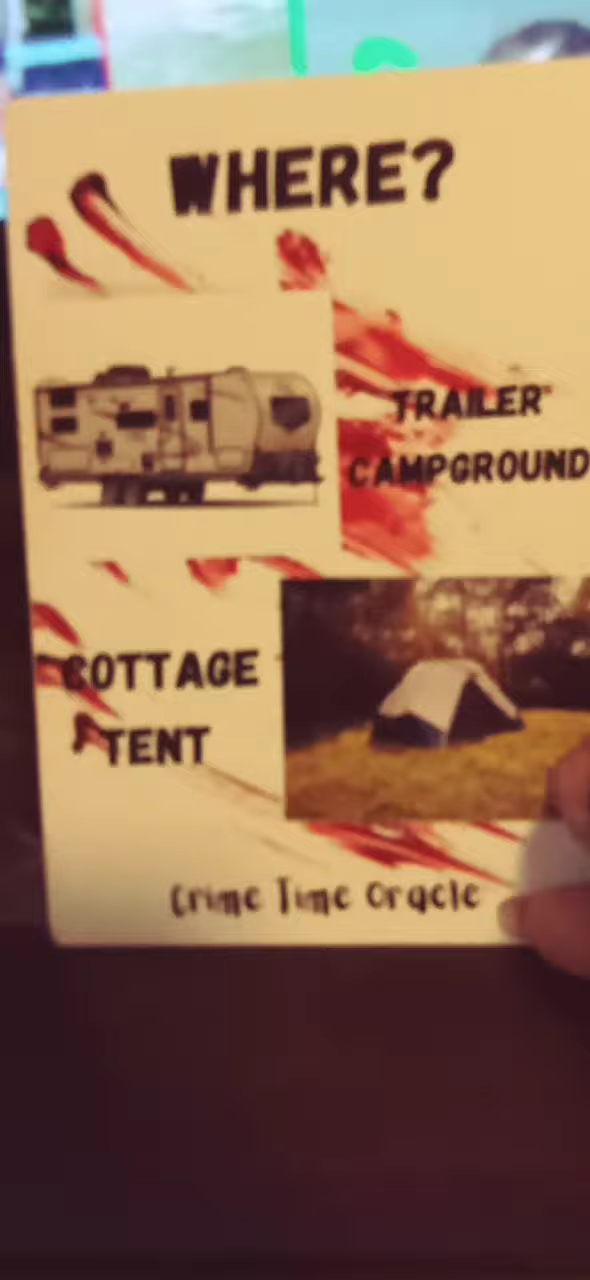 WHERE?
TRAILER
CAMPGROUND
COTTAGE
TENT
Crime Time Oracle